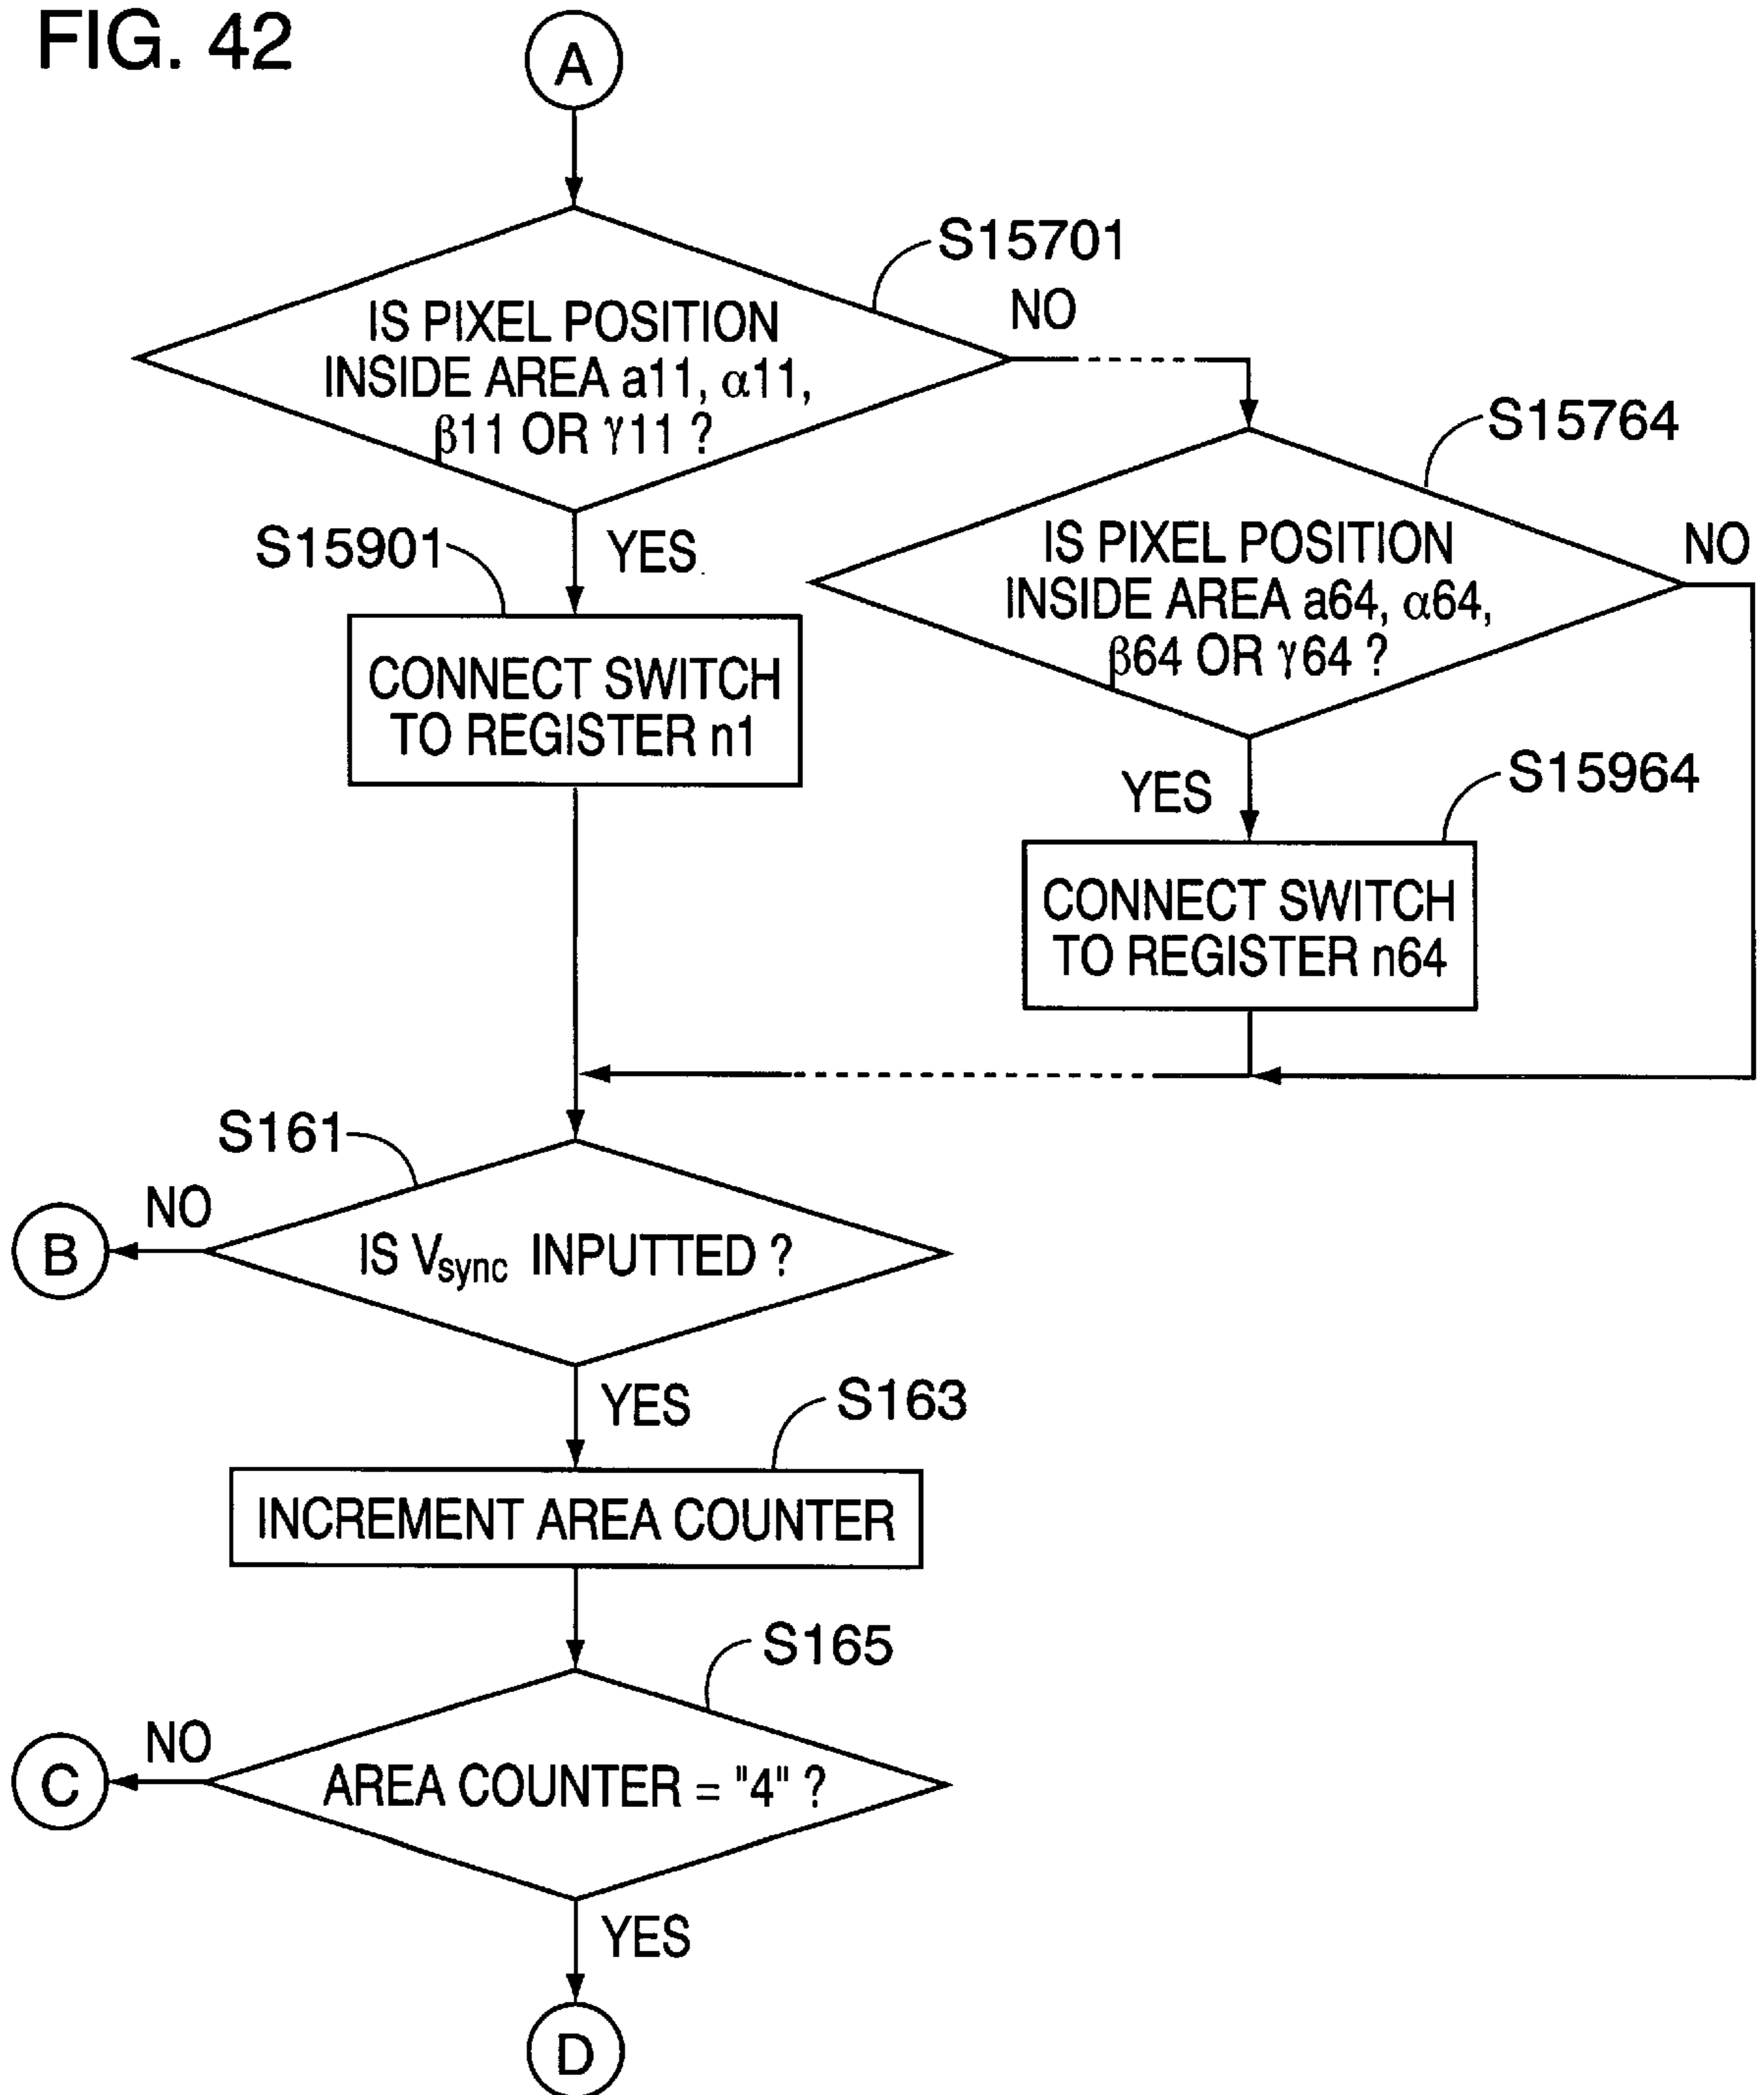 FIG. 42
A
S15701
IS PIXEL POSITION
INSIDE AREA a11, α11,
β11 OR γ11 ?
NO
S15764
IS PIXEL POSITION
INSIDE AREA a64, α64,
β64 OR γ64 ?
NO
S15901
YES
CONNECT SWITCH
TO REGISTER n1
YES
S15964
CONNECT SWITCH
TO REGISTER n64
S161
NO
B
IS Vsync INPUTTED ?
YES
S163
INCREMENT AREA COUNTER
S165
NO
C
AREA COUNTER = "4" ?
YES
D